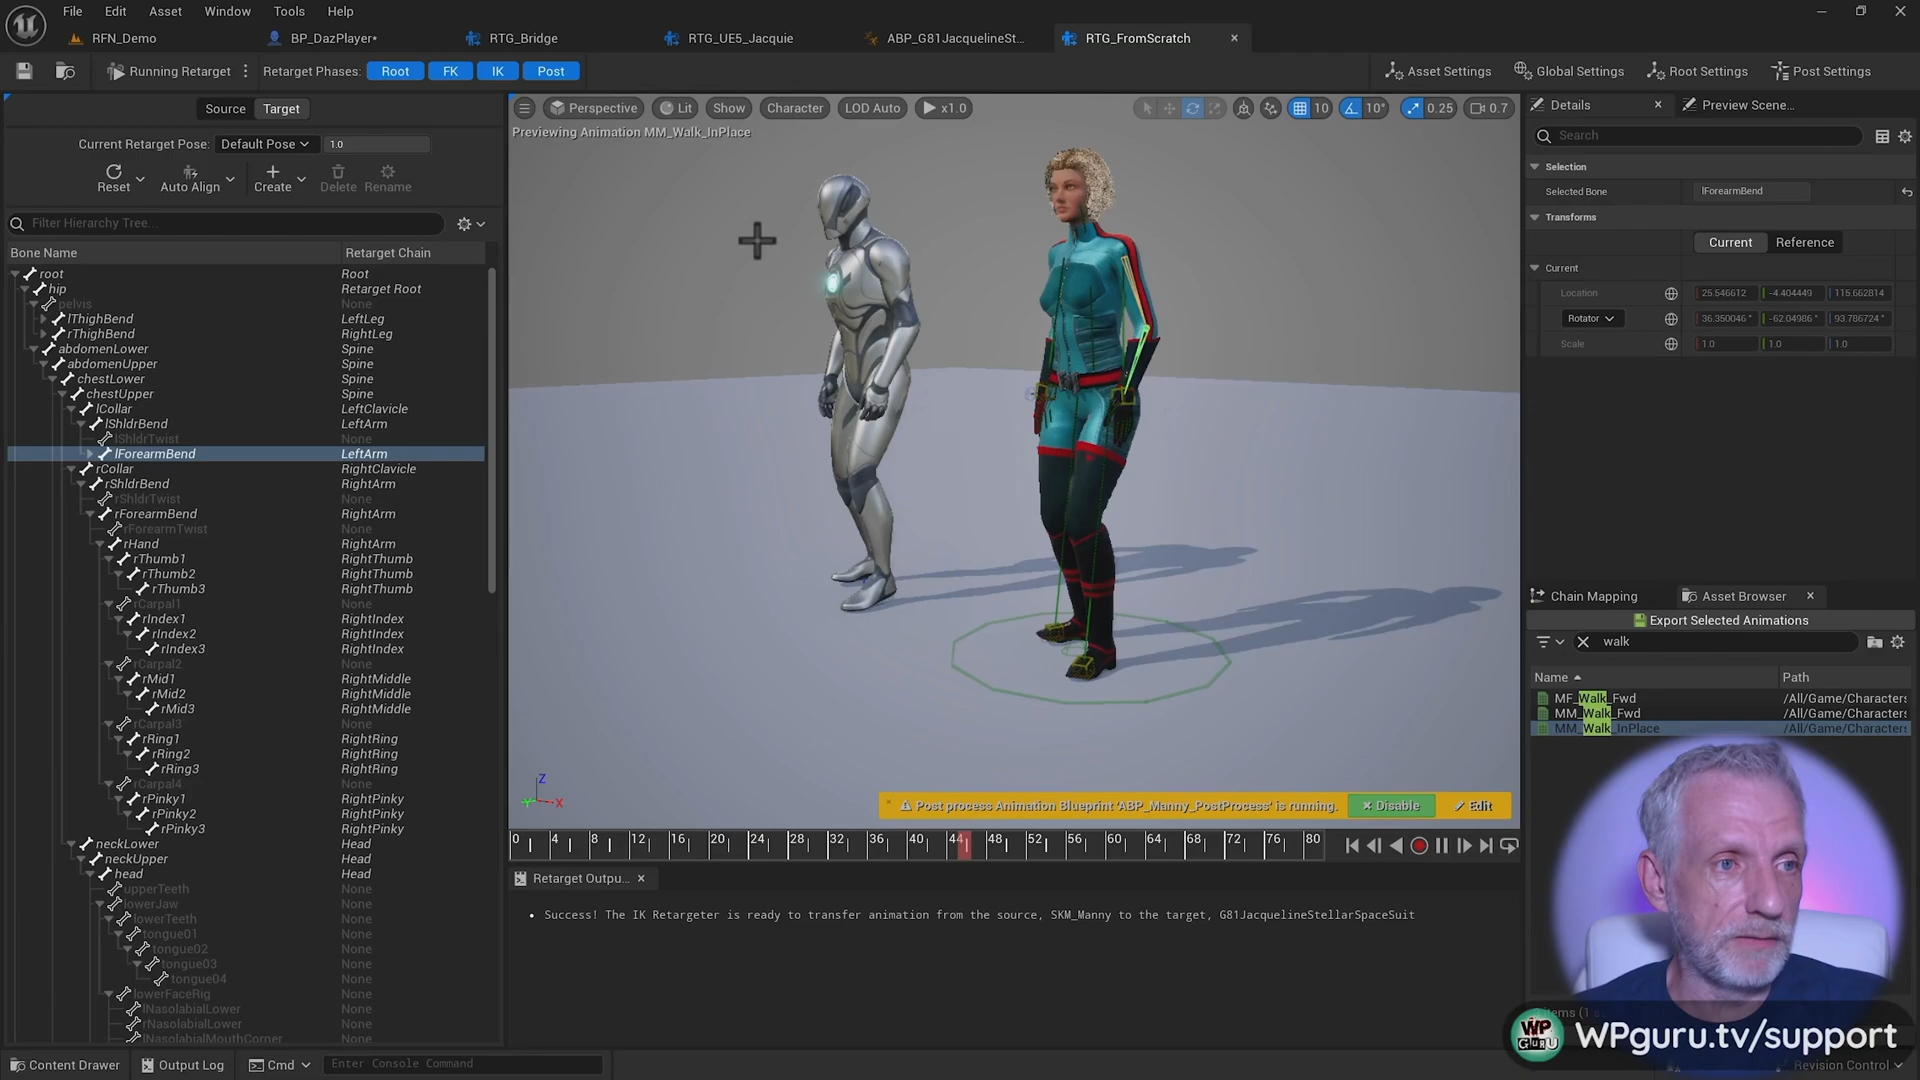 File Edit Asset Window Tools Help
RFN_Demo BP_DazPlayer* RTG_Bridge RTG_UE5_Jacquie ABP_G81JacquelineSt... RTG_FromScratch
Running Retarget Retarget Phases: Root FK IK Post Asset Settings Global Settings Root Settings Post Settings
Source Target
Current Retarget Pose: Default Pose 1.0
Reset Auto Align Create Delete Rename
Filter Hierarchy Tree...
Bone Name Retarget Chain
root Root
hip Retarget Root
pelvis None
lThighBend LeftLeg
rThighBend RightLeg
abdomenLower Spine
abdomenUpper Spine
chestLower Spine
chestUpper Spine
lCollar LeftClavicle
lShldrBend LeftArm
lShldrTwist None
lForearmBend LeftArm
rCollar RightClavicle
rShldrBend RightArm
rShldrTwist None
rForearmBend RightArm
rForearmTwist None
rHand RightArm
rThumb1 RightThumb
rThumb2 RightThumb
rThumb3 RightThumb
rCarpal1 None
rIndex1 RightIndex
rIndex2 RightIndex
rIndex3 RightIndex
rCarpal2 None
rMid1 RightMiddle
rMid2 RightMiddle
rMid3 RightMiddle
rCarpal3 None
rRing1 RightRing
rRing2 RightRing
rRing3 RightRing
rCarpal4 None
rPinky1 RightPinky
rPinky2 RightPinky
rPinky3 RightPinky
neckLower Head
neckUpper Head
head Head
upperTeeth None
lowerJaw None
lowerTeeth None
tongue01 None
tongue02 None
tongue03 None
tongue04 None
lowerFaceRig None
lNasolabialLower None
rNasolabialLower None
lNasolabialMouthCorner None
Perspective Lit Show Character LOD Auto x1.0 10 10° 0.25 0.7
Previewing Animation MM_Walk_InPlace
Z
Y X
Post process Animation Blueprint 'ABP_Manny_PostProcess' is running. Disable Edit
0 4 8 12 16 20 24 28 32 36 40 44 48 52 56 60 64 68 72 76 80
Retarget Outpu...
• Success! The IK Retargeter is ready to transfer animation from the source, SKM_Manny to the target, G81JacquelineStellarSpaceSuit
Details Preview Scene...
Search
Selection
Selected Bone lForearmBend
Transforms
Current Reference
Current
Location 25.546612 -4.404449 115.662814
Rotator 36.350046 ° -62.04986 ° 93.786724 °
Scale 1.0 1.0 1.0
Chain Mapping Asset Browser
Export Selected Animations
walk
Name Path
MF_Walk_Fwd /All/Game/Characters
MM_Walk_Fwd /All/Game/Characters
MM_Walk_InPlace /All/Game/Characters
WP GURU
WPguru.tv/support
Content Drawer Output Log Cmd Enter Console Command Revision Control